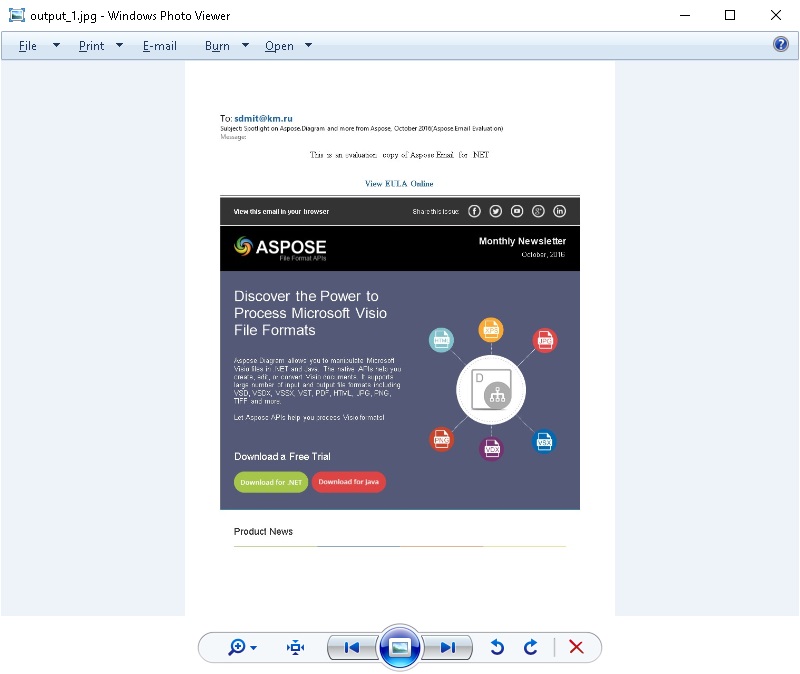 output_1.jpg - Windows Photo Viewer
File Print E-mail Burn Open
To: sdmit@km.ru
Subject: Spotlight on Aspose.Diagram and more from Aspose, October 2016(Aspose.Email Evaluation)
Message:
This is an evaluation copy of Aspose.Email for .NET
View EULA Online
View this email in your browser
Share this issue:
ASPOSE
File Format APIs
Monthly Newsletter
October, 2016
Discover the Power to
Process Microsoft Visio
File Formats
Aspose.Diagram allows you to manipulate Microsoft
Visio files in .NET and Java. The native APIs help you
create, edit, or convert Visio documents. It supports
large number of input and output file formats including
VSD, VSDX, VSSX, VST, PDF, HTML, JPG, PNG,
TIFF and more.
Let Aspose APIs help you process Visio formats!
HTML
XPS
JPG
D
PNG
VDX
VSX
Download a Free Trial
Download for .NET
Download for Java
Product News